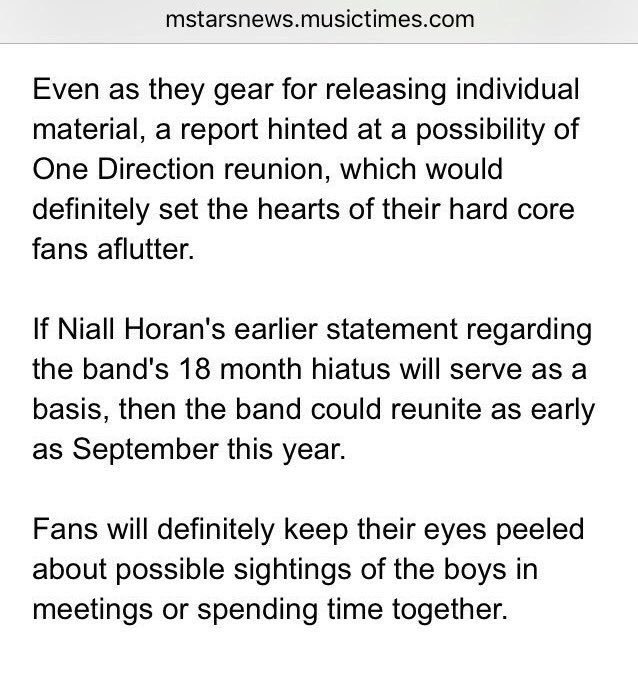 mstarsnews.musictimes.com
Even as they gear for releasing individual
material, a report hinted at a possibility of
One Direction reunion, which would
definitely set the hearts of their hard core
fans aflutter.
If Niall Horan's earlier statement regarding
the band's 18 month hiatus will serve as a
basis, then the band could reunite as early
as September this year.
Fans will definitely keep their eyes peeled
about possible sightings of the boys in
meetings or spending time together.